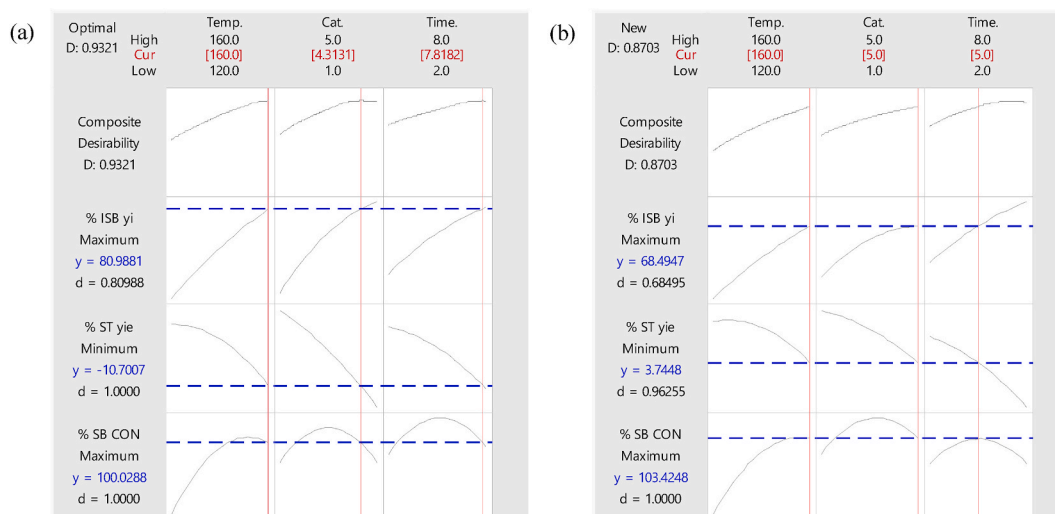 (a)
Optimal
D: 0.9321
Temp. Cat. Time.
High 160.0 5.0 8.0
Cur [160.0] [4.3131] [7.8182]
Low 120.0 1.0 2.0
Composite
Desirability
D: 0.9321
% ISB yi
Maximum
y = 80.9881
d = 0.80988
% ST yie
Minimum
y = -10.7007
d = 1.0000
% SB CON
Maximum
y = 100.0288
d = 1.0000
(b)
New
D: 0.8703
Temp. Cat. Time.
High 160.0 5.0 8.0
Cur [160.0] [5.0] [5.0]
Low 120.0 1.0 2.0
Composite
Desirability
D: 0.8703
% ISB yi
Maximum
y = 68.4947
d = 0.68495
% ST yie
Minimum
y = 3.7448
d = 0.96255
% SB CON
Maximum
y = 103.4248
d = 1.0000